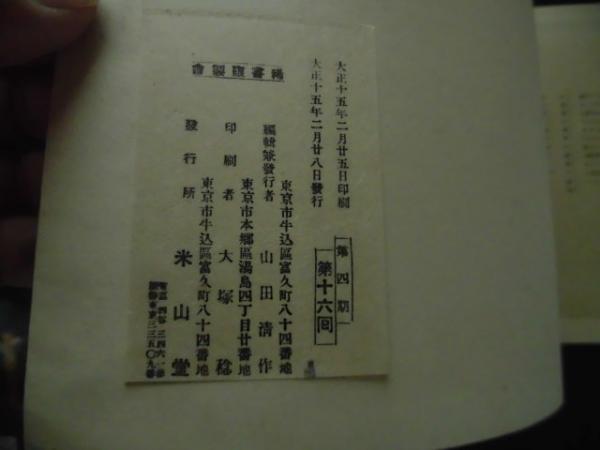 大正十五年二月廿五日印刷
大正十五年二月廿八日發行
第四期
第十六回
稀書複製會
東京市牛込區富久町八十四番地
編輯兼發行者 山田清作
東京市本郷區湯島四丁目廿番地
印刷者 大塚稔
東京市牛込區富久町八十四番地
發行所 米山堂